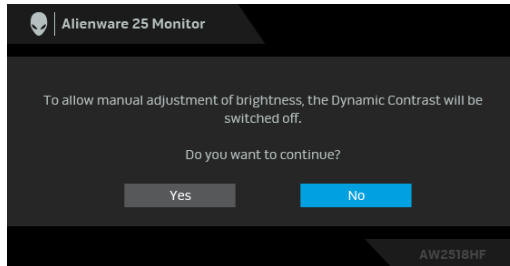 Alienware 25 Monitor
To allow manual adjustment of brightness, the Dynamic Contrast will be
switched off.
Do you want to continue?
Yes No
AW2518HF